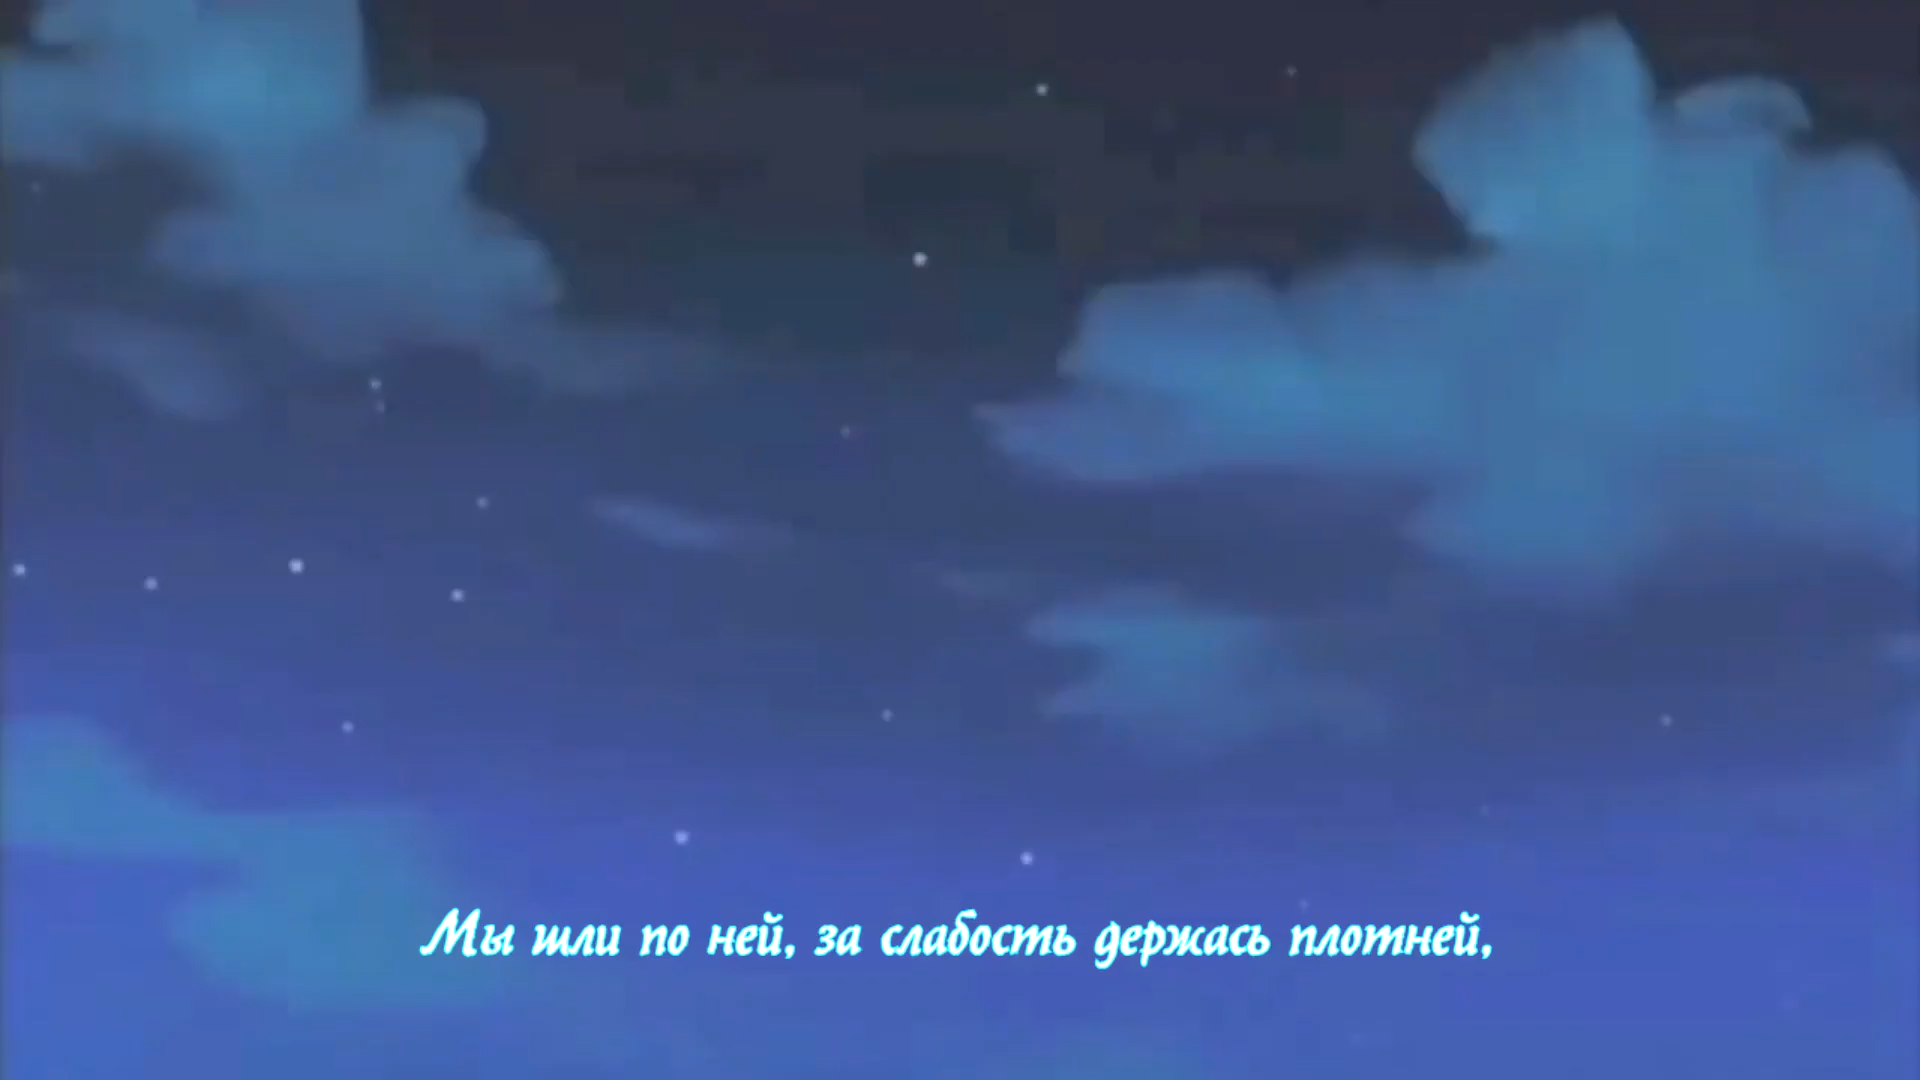 Мы шли по ней, за слабость держась плотней,